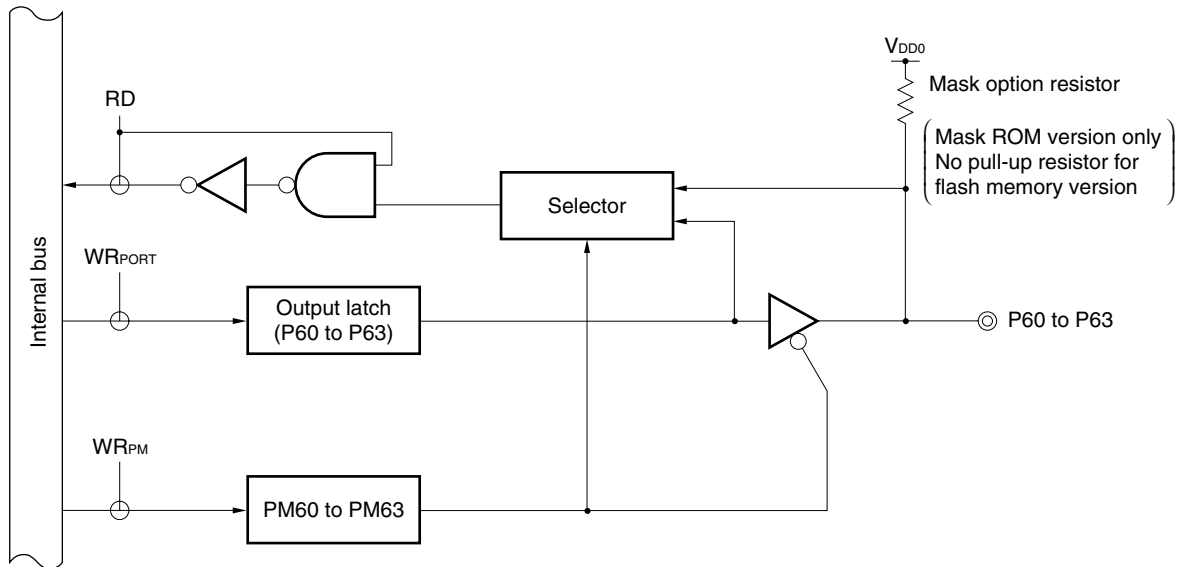 VDD0
Mask option resistor
Mask ROM version only
No pull-up resistor for
flash memory version
RD
Selector
Internal bus
WRPORT
Output latch
(P60 to P63)
P60 to P63
WRPM
PM60 to PM63